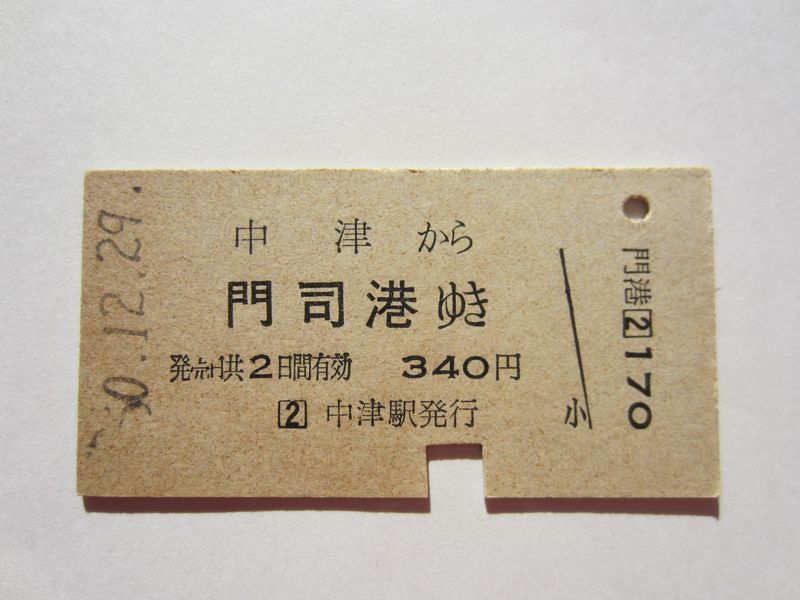 50.12.29.
中津から
門司港ゆき
発売日共2日間有効 340円
2 中津駅発行
小
門港 2 170